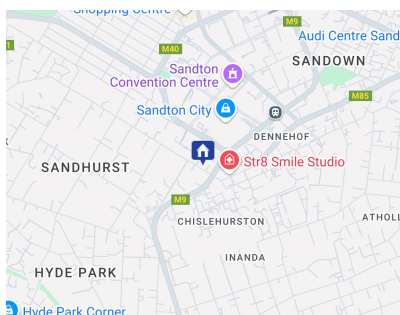 Shopping Centre
M9
Audi Centre Sand
1
M40
SANDOWN
Sandton
Convention Centre
M85
Sandton City
DENNEHOF
K
SANDHURST
Str8 Smile Studio
M9
CHISLEHURSTON
ATHOLL
INANDA
HYDE PARK
Hyde Park Corner